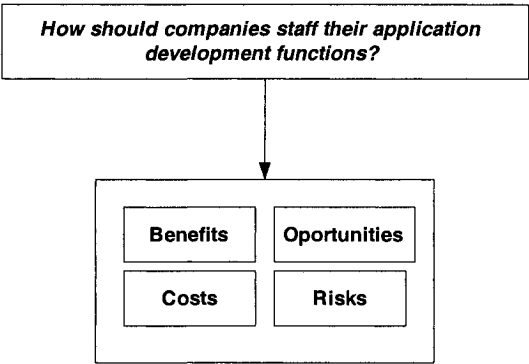 How should companies staff their application
development functions?
Benefits
Oportunities
Costs
Risks